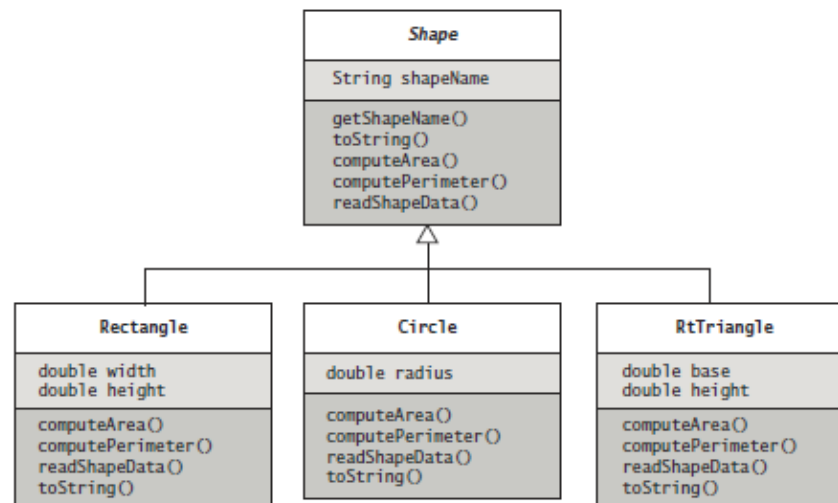 Shape
String shapeName
getShapeName()
toString()
computeArea()
computePerimeter()
readShapeData()
Rectangle
double width
double height
computeArea()
computePerimeter()
readShapeData()
toString()
Circle
double radius
computeArea()
computePerimeter()
readShapeData()
toString()
RtTriangle
double base
double height
computeArea()
computePerimeter()
readShapeData()
toString()